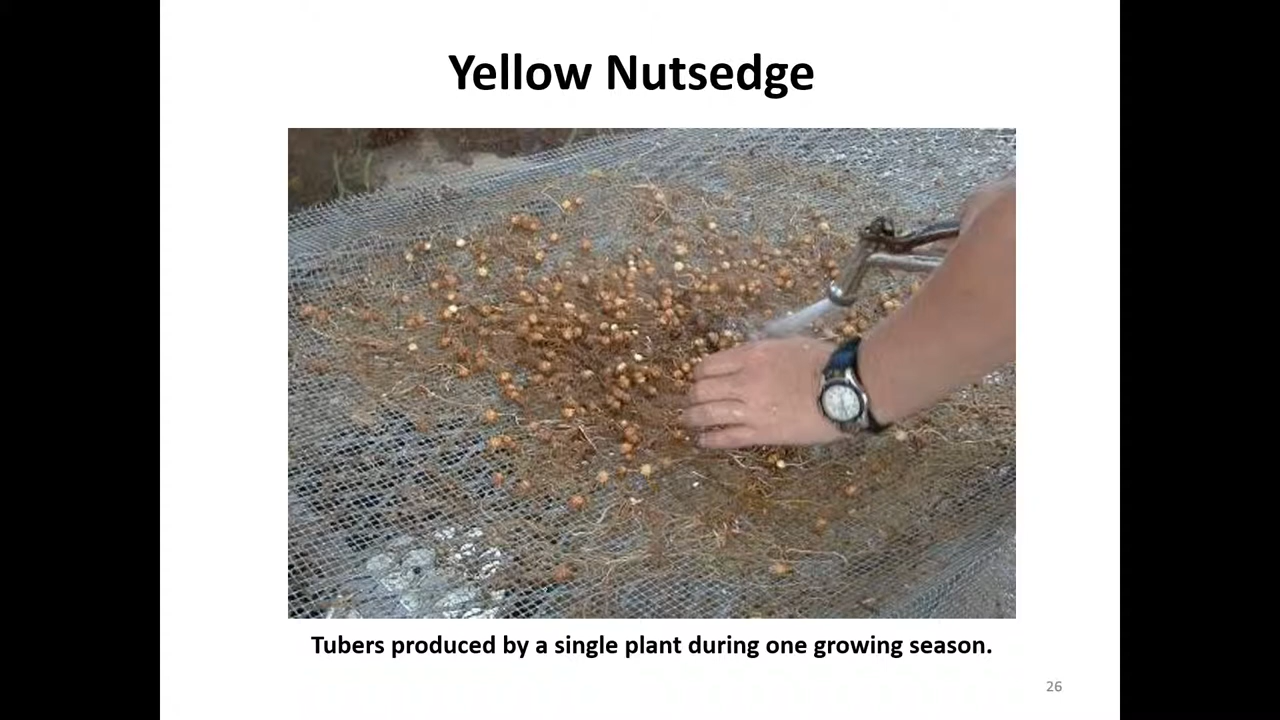 Yellow Nutsedge
Tubers produced by a single plant during one growing season.
26